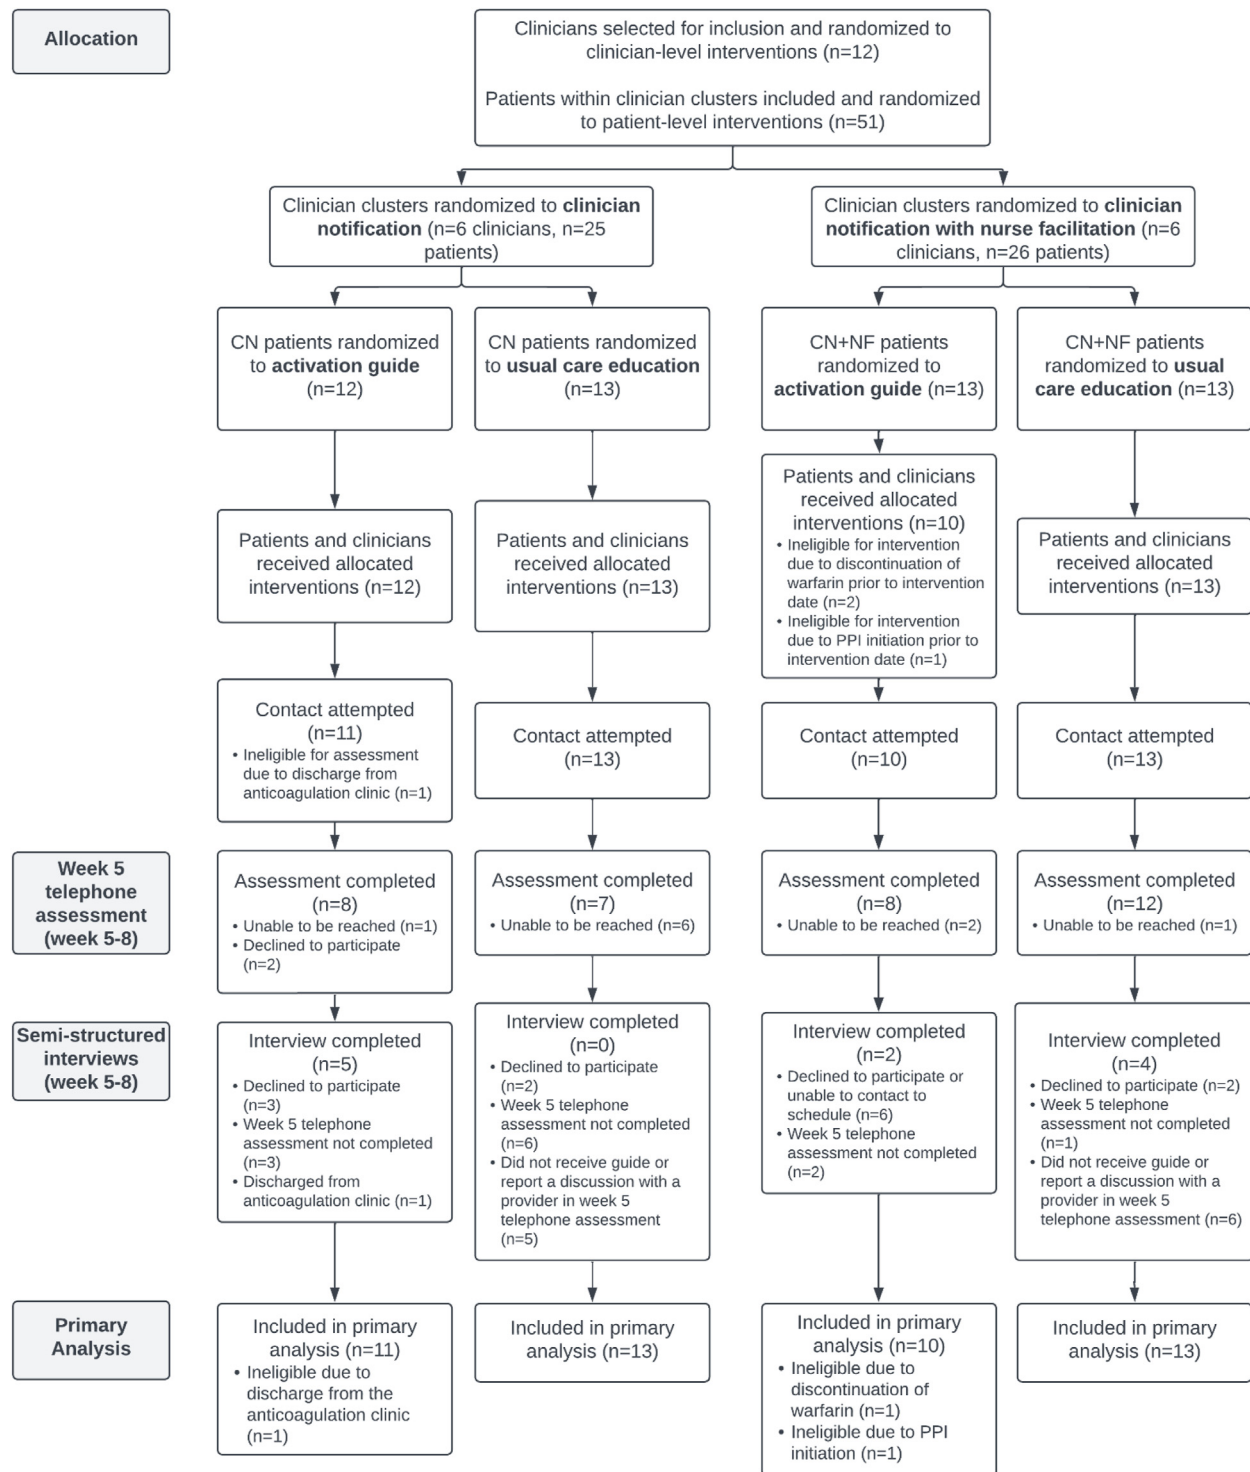 Allocation
Clinicians selected for inclusion and randomized to
clinician-level interventions (n=12)
Patients within clinician clusters included and randomized
to patient-level interventions (n=51)
Clinician clusters randomized to clinician
notification (n=6 clinicians, n=25
patients)
Clinician clusters randomized to clinician
notification with nurse facilitation (n=6
clinicians, n=26 patients)
CN patients randomized
to activation guide
(n=12)
CN patients randomized
to usual care education
(n=13)
CN+NF patients
randomized to
activation guide (n=13)
CN+NF patients
randomized to usual
care education (n=13)
Patients and clinicians
received allocated
interventions (n=12)
Patients and clinicians
received allocated
interventions (n=13)
Patients and clinicians
received allocated
interventions (n=10)
• Ineligible for intervention
due to discontinuation of
warfarin prior to intervention
date (n=2)
• Ineligible for intervention
due to PPI initiation prior to
intervention date (n=1)
Patients and clinicians
received allocated
interventions (n=13)
Contact attempted
(n=11)
• Ineligible for assessment
due to discharge from
anticoagulation clinic (n=1)
Contact attempted
(n=13)
Contact attempted
(n=10)
Contact attempted
(n=13)
Week 5
telephone
assessment
(week 5-8)
Assessment completed
(n=8)
• Unable to be reached (n=1)
• Declined to participate
(n=2)
Assessment completed
(n=7)
• Unable to be reached (n=6)
Assessment completed
(n=8)
• Unable to be reached (n=2)
Assessment completed
(n=12)
• Unable to be reached (n=1)
Semi-structured
interviews
(week 5-8)
Interview completed
(n=5)
• Declined to participate
(n=3)
• Week 5 telephone
assessment not completed
(n=3)
• Discharged from
anticoagulation clinic (n=1)
Interview completed
(n=0)
• Declined to participate
(n=2)
• Week 5 telephone
assessment not completed
(n=6)
• Did not receive guide or
report a discussion with a
provider in week 5
telephone assessment
(n=5)
Interview completed
(n=2)
• Declined to participate or
unable to contact to
schedule (n=6)
• Week 5 telephone
assessment not completed
(n=2)
Interview completed
(n=4)
• Declined to participate (n=2)
• Week 5 telephone
assessment not completed
(n=1)
• Did not receive guide or
report a discussion with a
provider in week 5
telephone assessment (n=6)
Primary
Analysis
Included in primary
analysis (n=11)
• Ineligible due to
discharge from the
anticoagulation clinic
(n=1)
Included in primary
analysis (n=13)
Included in primary
analysis (n=10)
• Ineligible due to
discontinuation of
warfarin (n=1)
• Ineligible due to PPI
initiation (n=1)
Included in primary
analysis (n=13)